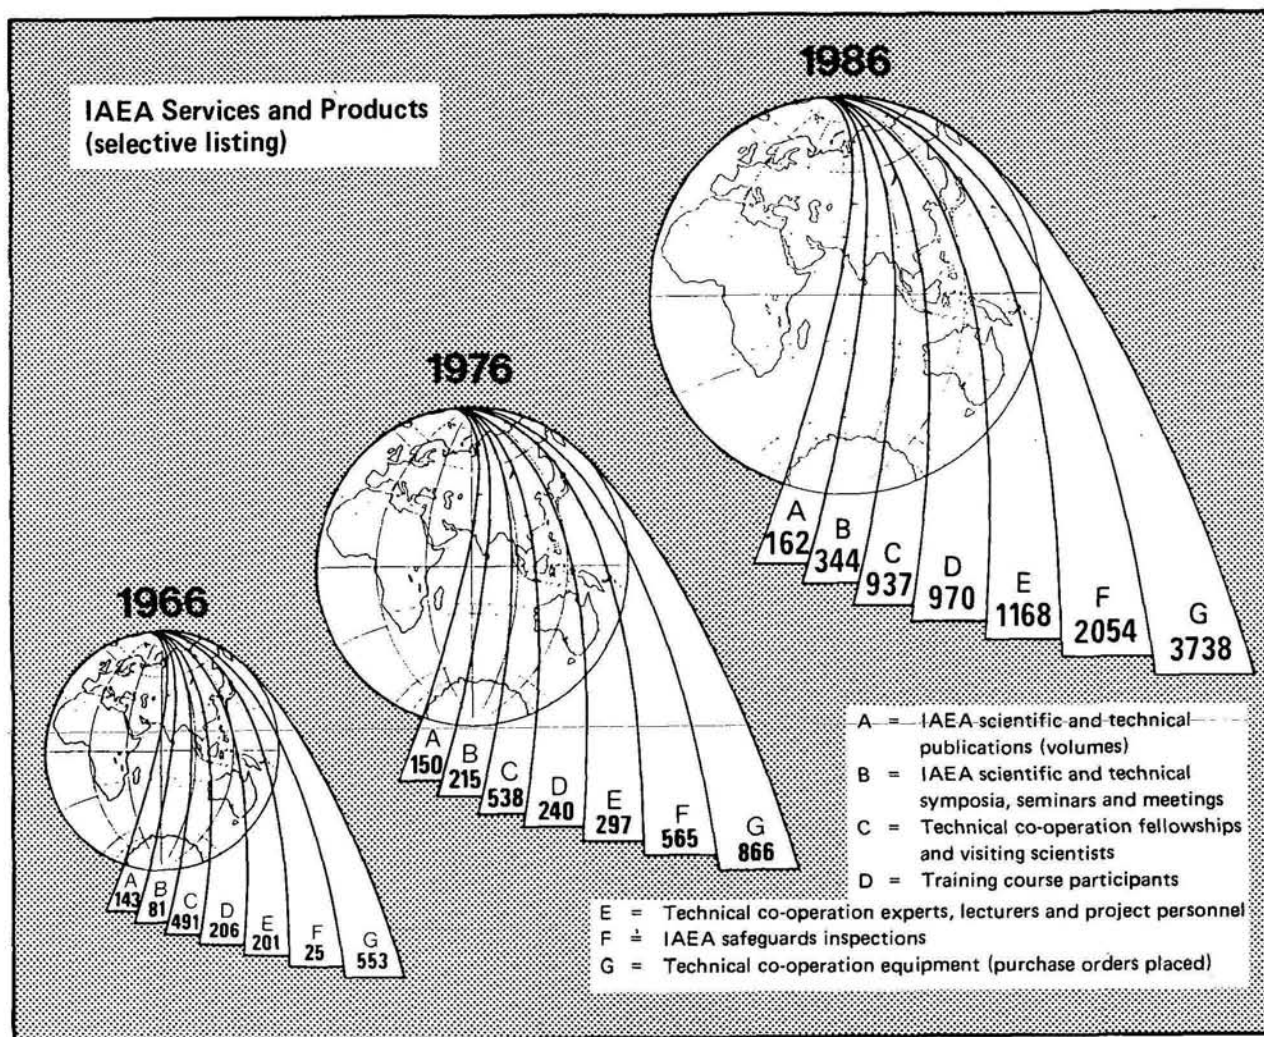 IAEA Services and Products
(selective listing)
1986
A
162
B
344
C
937
D
970
E
1168
F
2054
G
3738
1976
A
150
B
215
C
538
D
240
E
297
F
565
G
866
1966
A
143
B
81
C
491
D
206
E
201
F
25
G
553
A = IAEA scientific and technical
publications (volumes)
B = IAEA scientific and technical
symposia, seminars and meetings
C = Technical co-operation fellowships
and visiting scientists
D = Training course participants
E = Technical co-operation experts, lecturers and project personnel
F = IAEA safeguards inspections
G = Technical co-operation equipment (purchase orders placed)